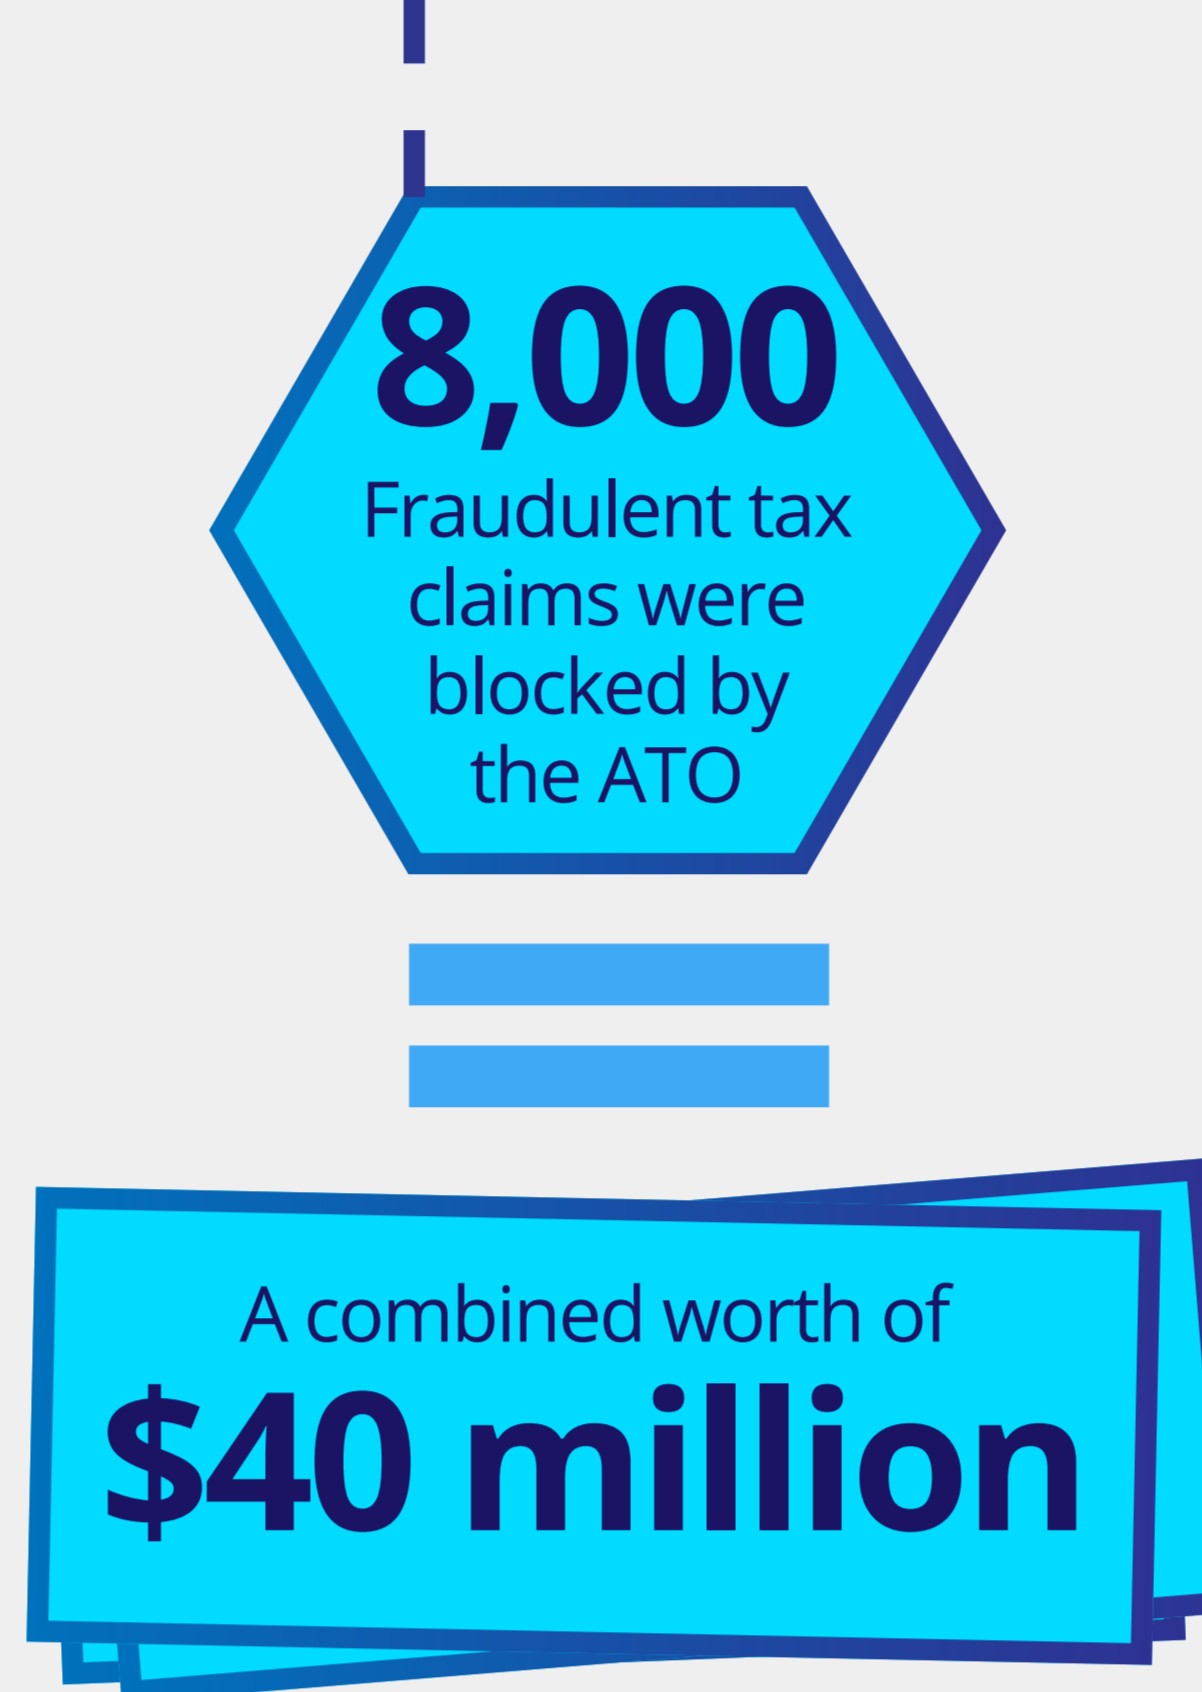 8,000
Fraudulent tax
claims were
blocked by
the ATO
A combined worth of
$40 million